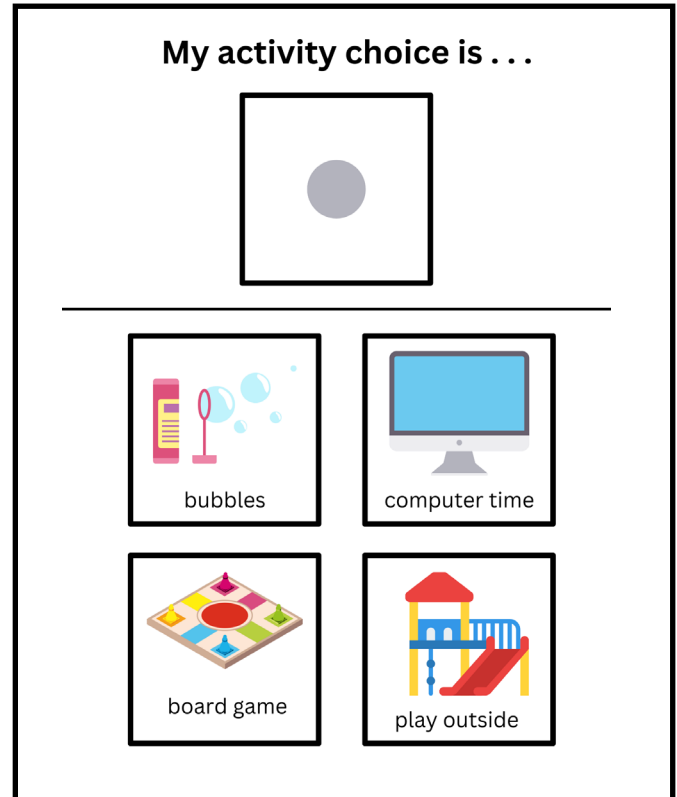 My activity choice is . . .
bubbles
computer time
board game
play outside